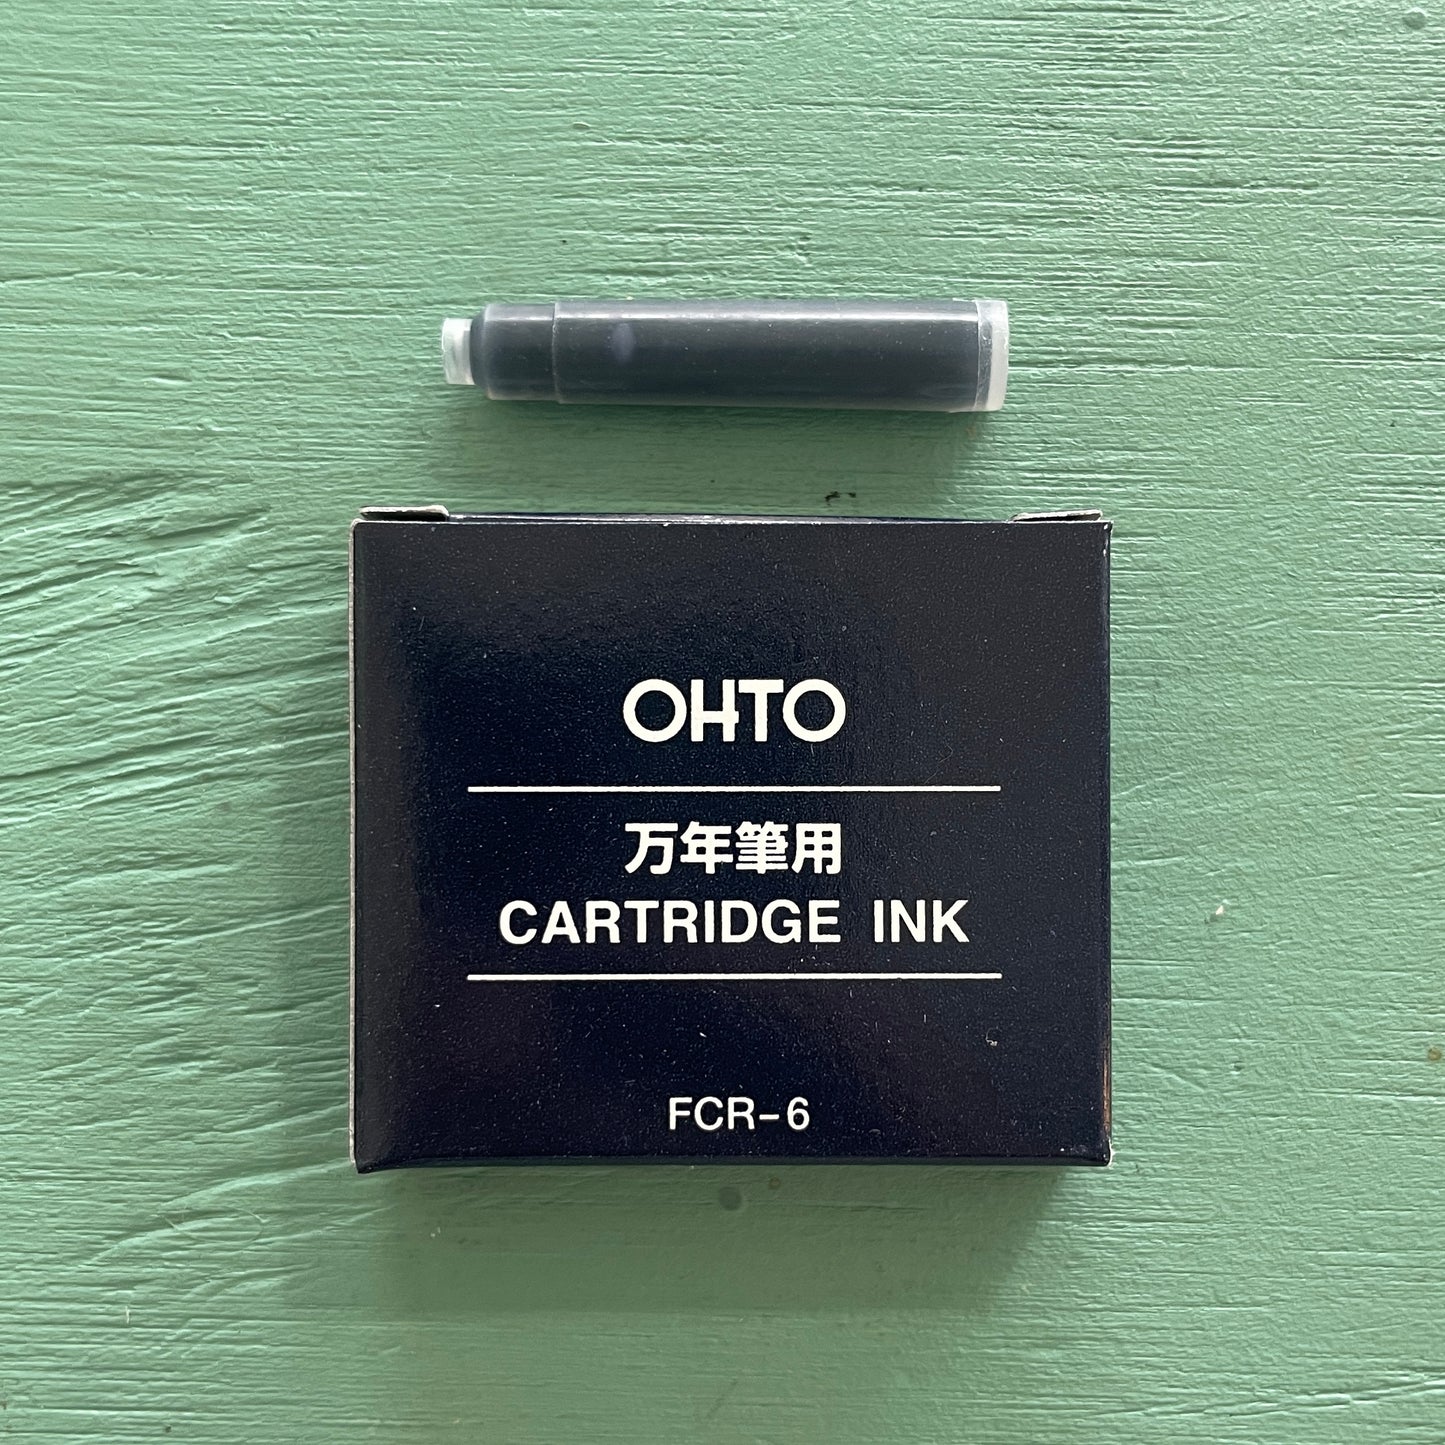 OHTO
万年筆用
CARTRIDGE INK
FCR-6